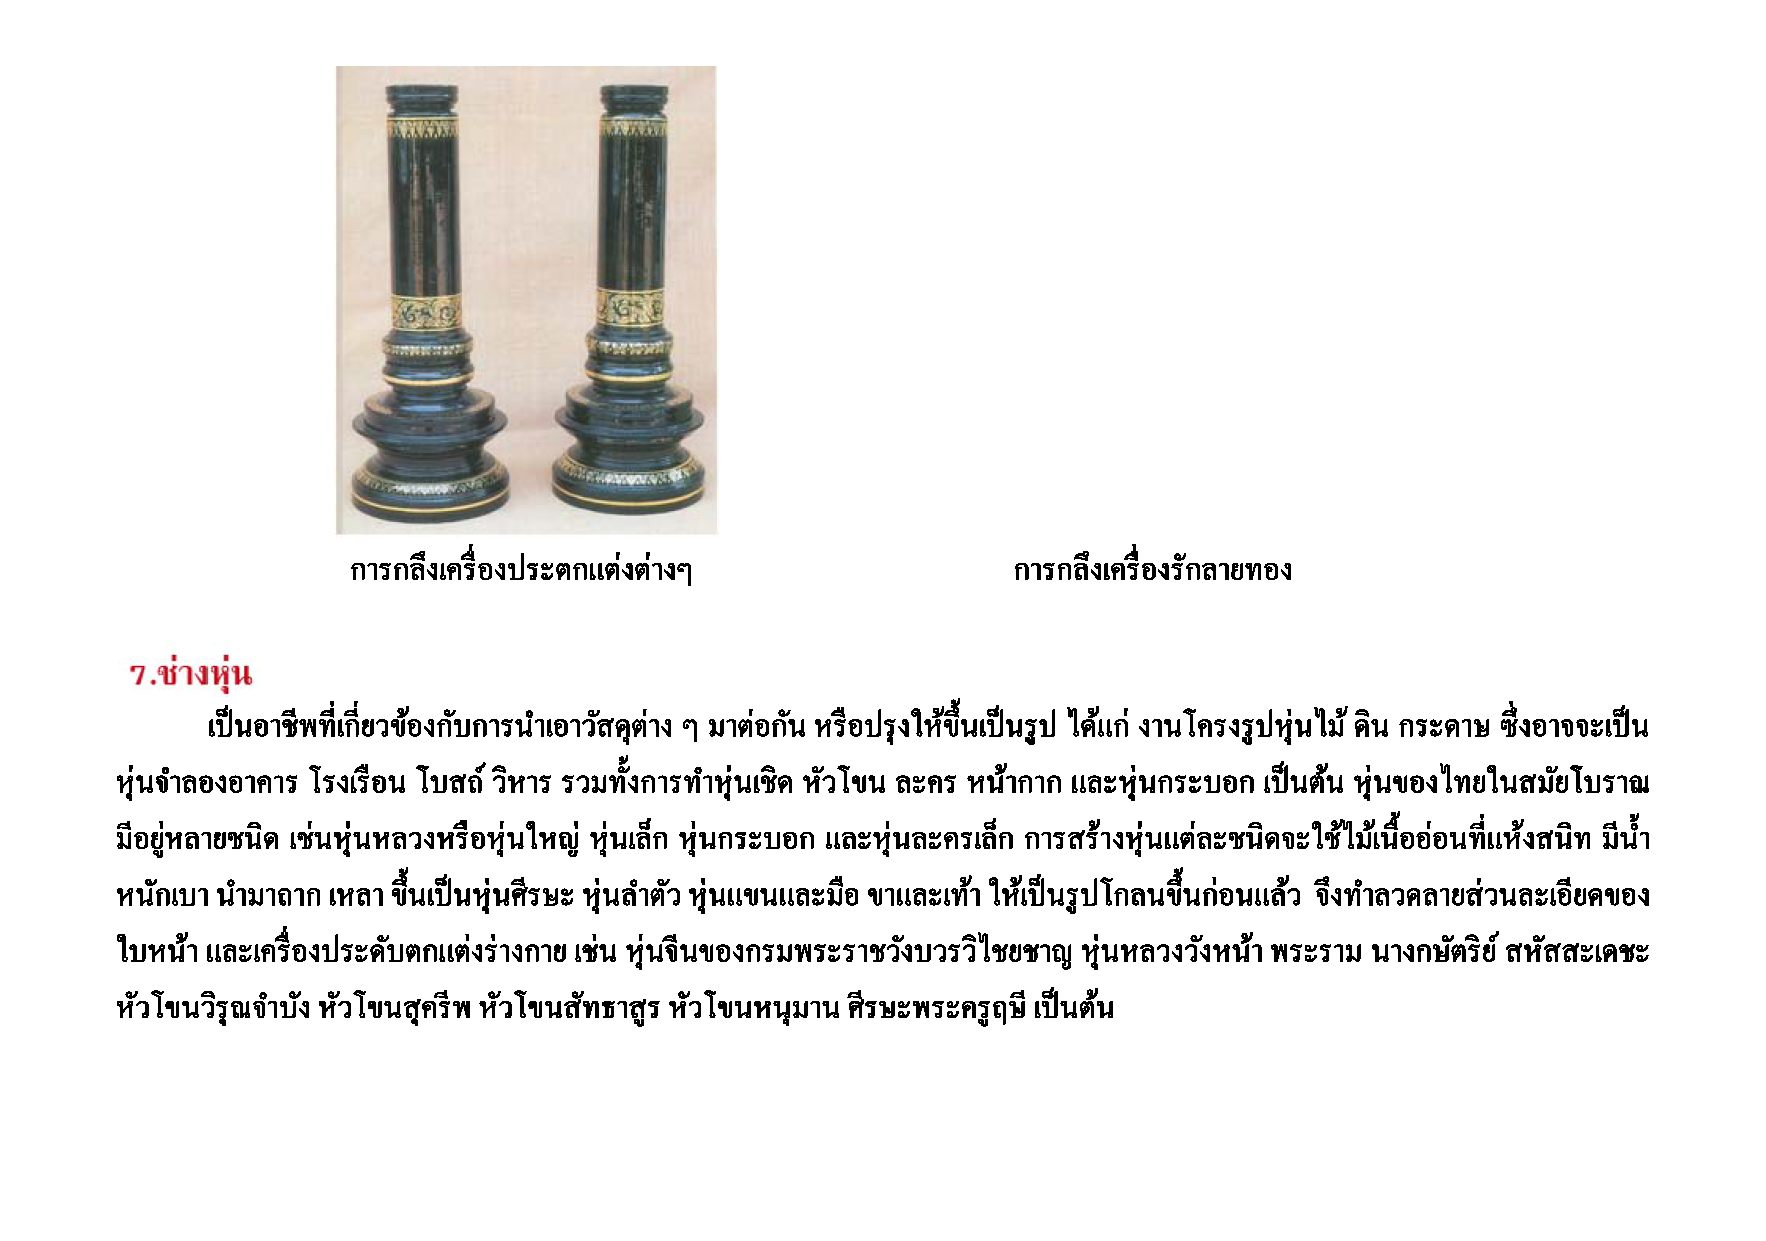 การกลึงเครื่องประตกแต่งต่างๆ การกลึงเครื่องรักลายทอง
7.ช่างหุ่น
เป็นอาชีพที่เกี่ยวข้องกับการนำเอาวัสดุต่าง ๆ มาต่อกัน หรือปรุงให้ขึ้นเป็นรูป ได้แก่ งานโครงรูปหุ่นไม้ ดิน กระดาษ ซึ่งอาจจะเป็น
หุ่นจำลองอาคาร โรงเรือน โบสถ์ วิหาร รวมทั้งการทำหุ่นเชิด หัวโขน ละคร หน้ากาก และหุ่นกระบอก เป็นต้น หุ่นของไทยในสมัยโบราณ
มีอยู่หลายชนิด เช่นหุ่นหลวงหรือหุ่นใหญ่ หุ่นเล็ก หุ่นกระบอก และหุ่นละครเล็ก การสร้างหุ่นแต่ละชนิดจะใช้ไม้เนื้ออ่อนที่แห้งสนิท มีน้ำ
หนักเบา นำมาถาก เหลา ขึ้นเป็นหุ่นศีรษะ หุ่นลำตัว หุ่นแขนและมือ ขาและเท้า ให้เป็นรูปโกลนขึ้นก่อนแล้ว จึงทำลวดลายส่วนละเอียดของ
ใบหน้า และเครื่องประดับตกแต่งร่างกาย เช่น หุ่นจีนของกรมพระราชวังบวรวิไชยชาญ หุ่นหลวงวังหน้า พระราม นางกษัตริย์ สหัสสะเดชะ
หัวโขนวิรุณจำบัง หัวโขนสุครีพ หัวโขนสัทธาสูร หัวโขนหนุมาน ศีรษะพระครูฤษี เป็นต้น